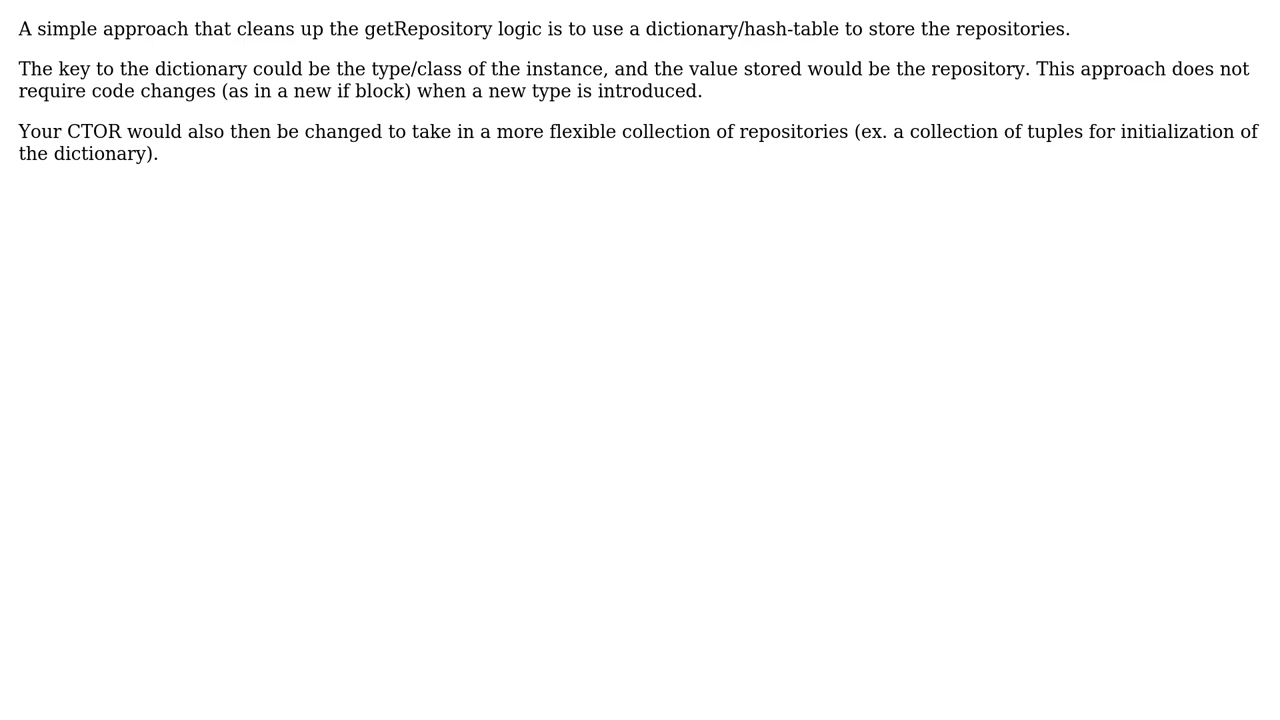 A simple approach that cleans up the getRepository logic is to use a dictionary/hash-table to store the repositories.
The key to the dictionary could be the type/class of the instance, and the value stored would be the repository. This approach does not
require code changes (as in a new if block) when a new type is introduced.
Your CTOR would also then be changed to take in a more flexible collection of repositories (ex. a collection of tuples for initialization of
the dictionary).